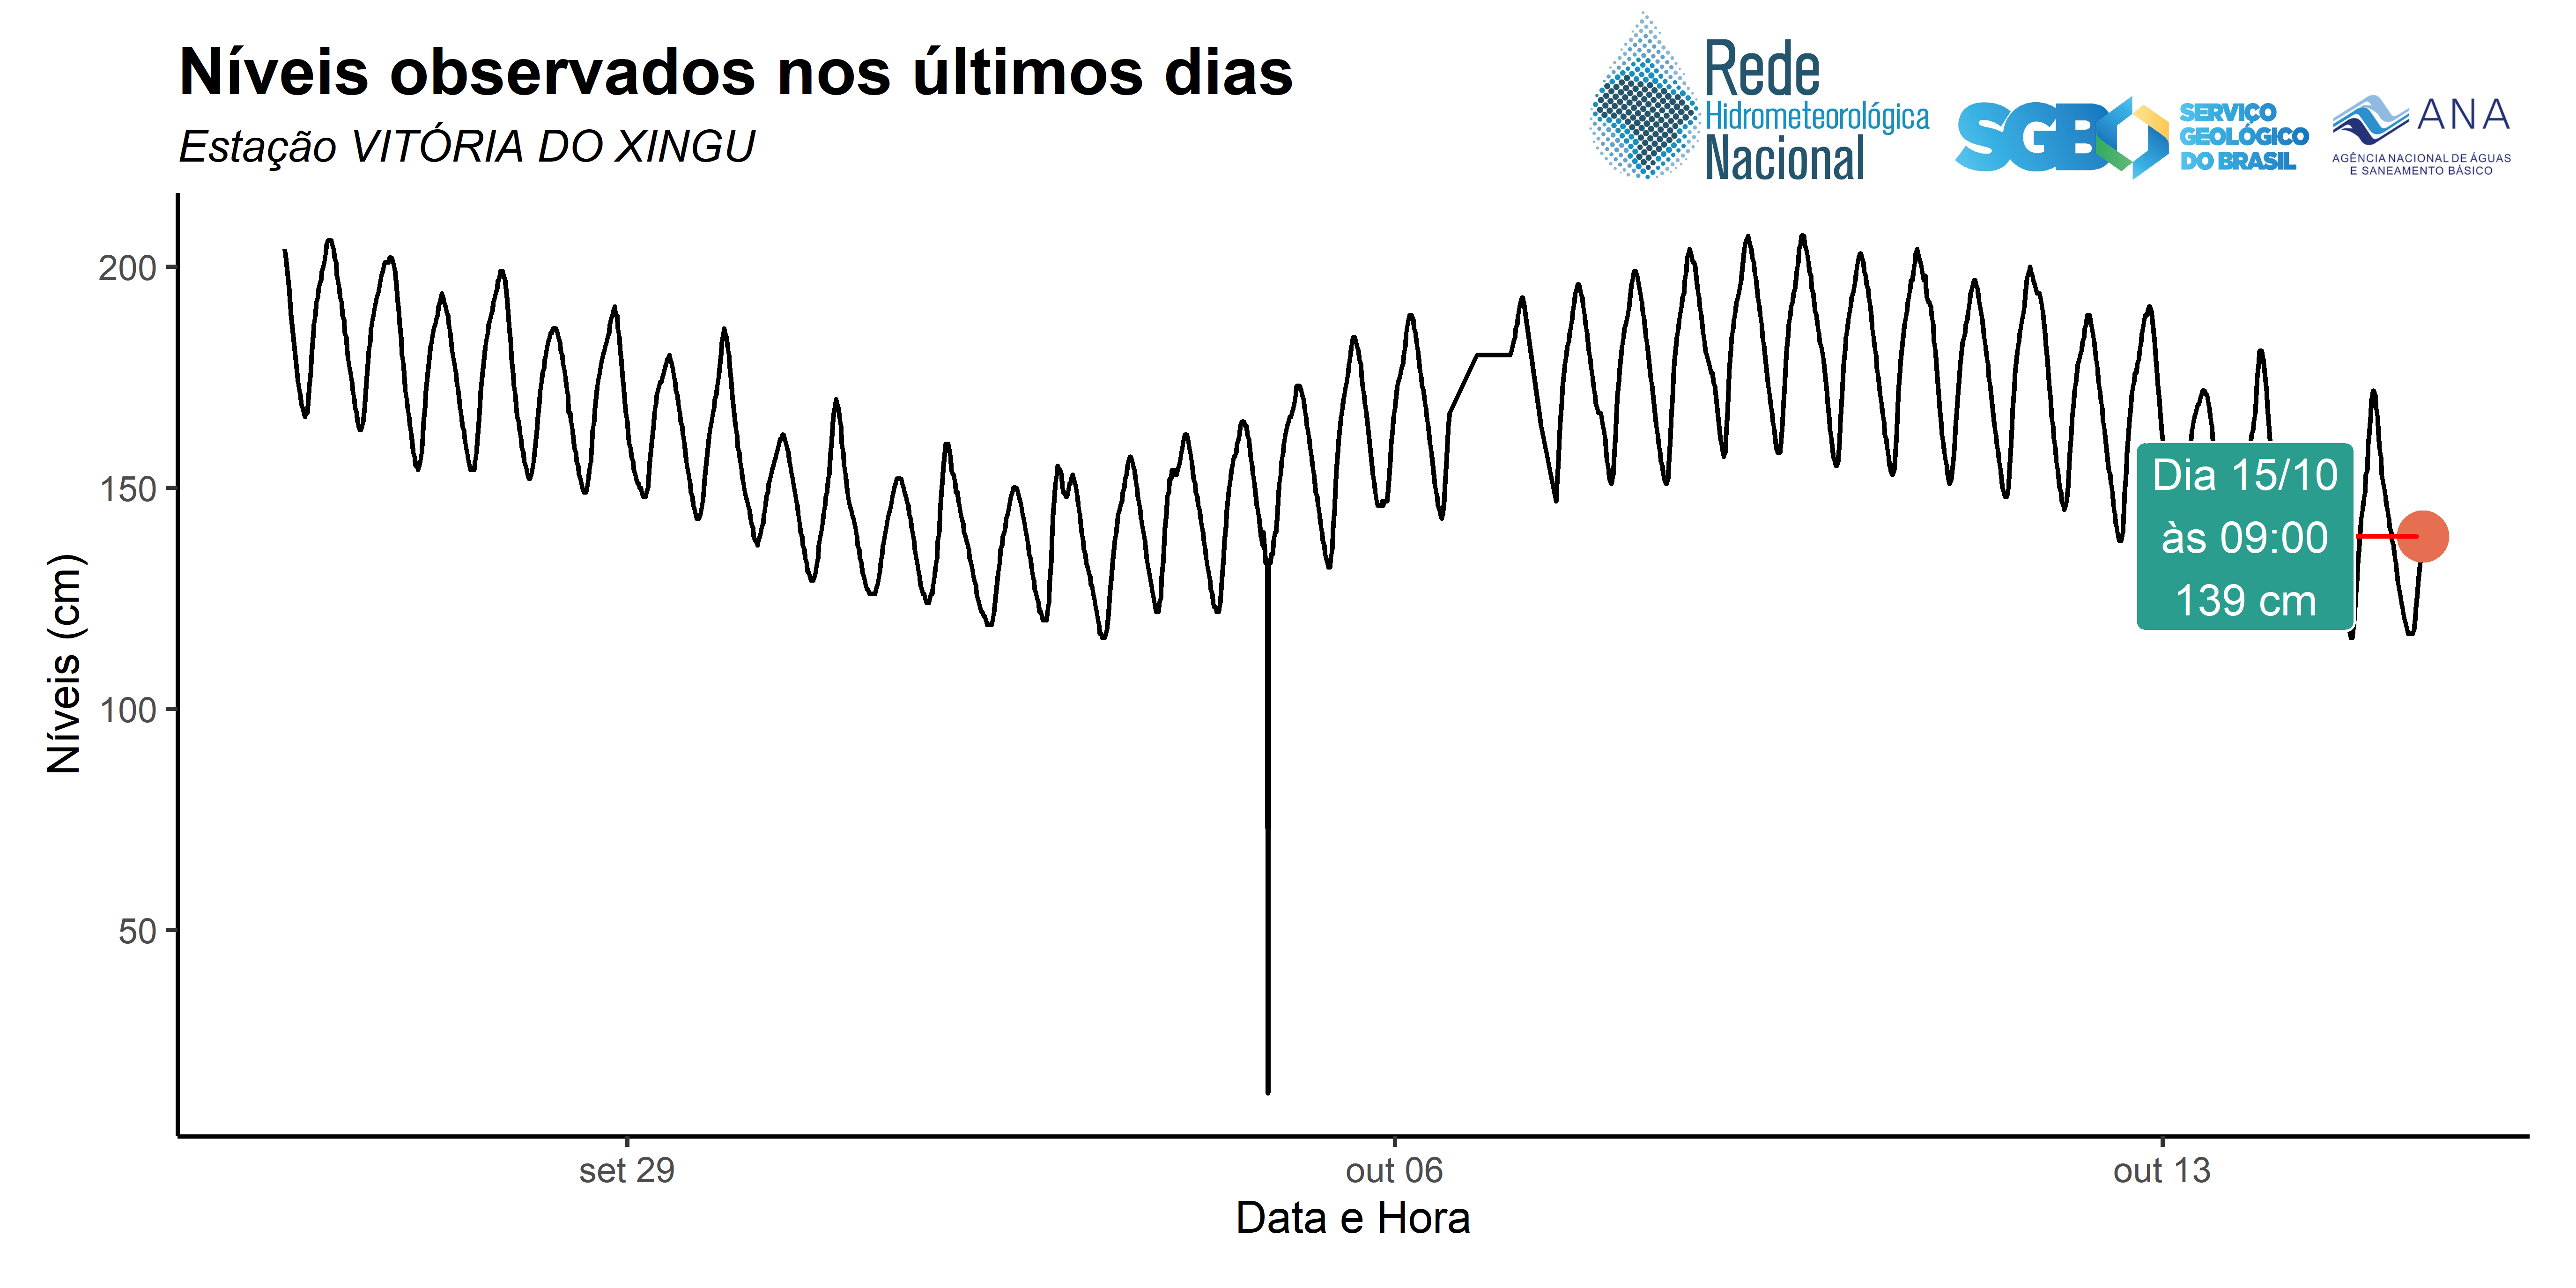 Níveis observados nos últimos dias
Estação VITÓRIA DO XINGU
Rede
Hidrometeorológica
Nacional
SGB
SERVIÇO
GEOLÓGICO
DO BRASIL
ANA
AGÊNCIA NACIONAL DE ÁGUAS
E SANEAMENTO BÁSICO
Níveis (cm)
200
150
100
50
Dia 15/10
às 09:00
139 cm
set 29
out 06
out 13
Data e Hora